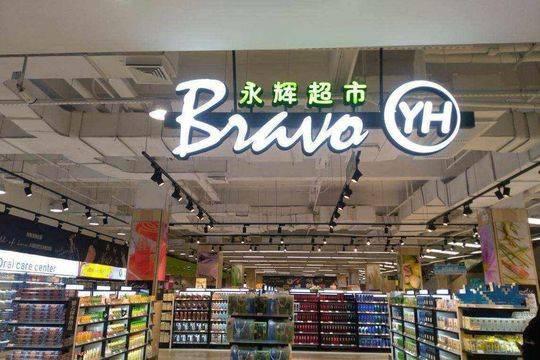 永辉超市
Bravo YH
Oral care center